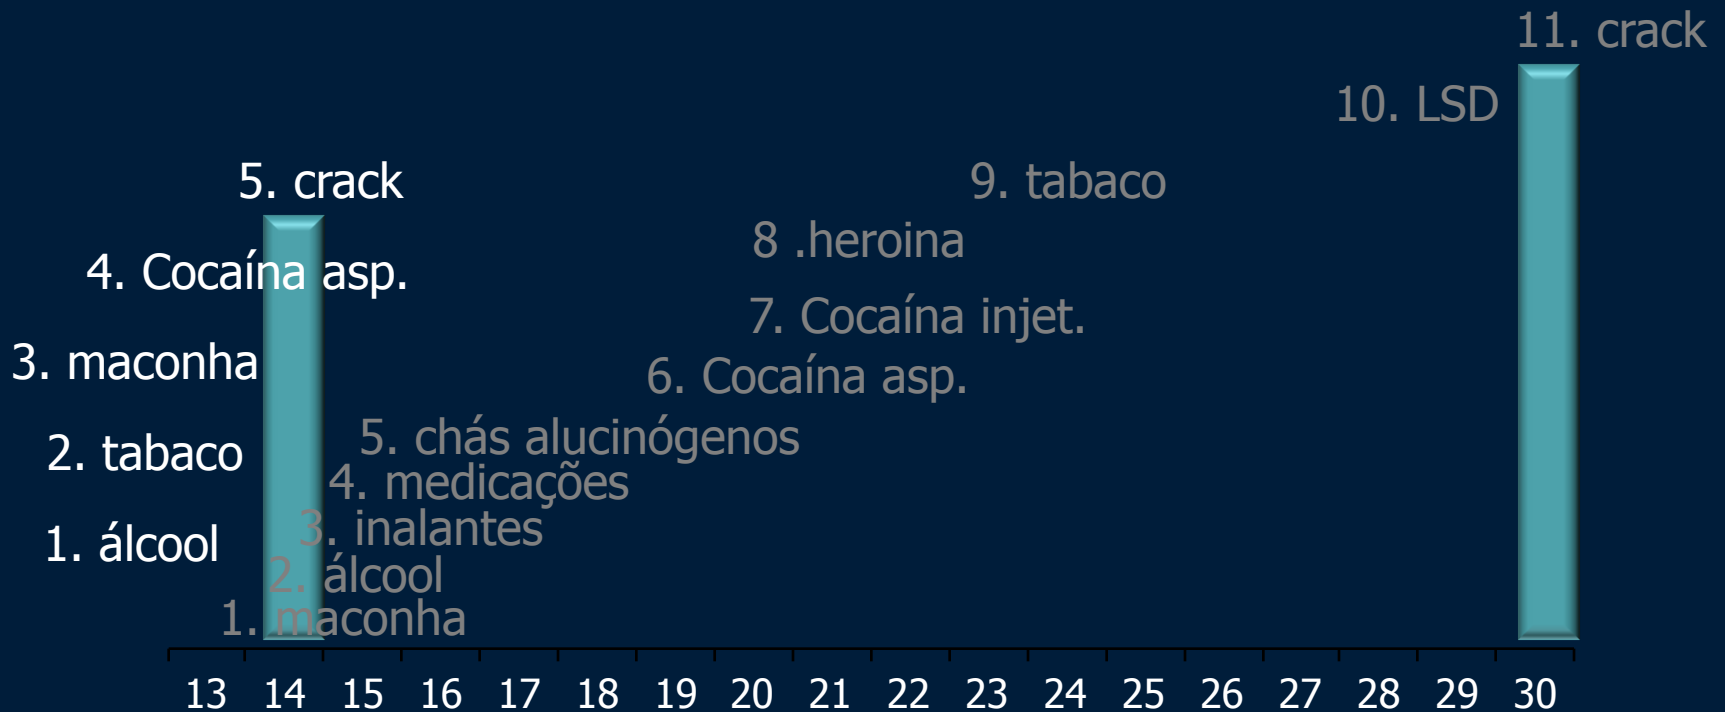 11. crack
10. LSD
5. crack
9. tabaco
8 .heroina
4. Cocaína asp.
7. Cocaína injet.
3. maconha
6. Cocaína asp.
5. chás alucinógenos
2. tabaco
4. medicações
3. inalantes
1. álcool
2. álcool
1. maconha
13 14 15 16 17 18 19 20 21 22 23 24 25 26 27 28 29 30